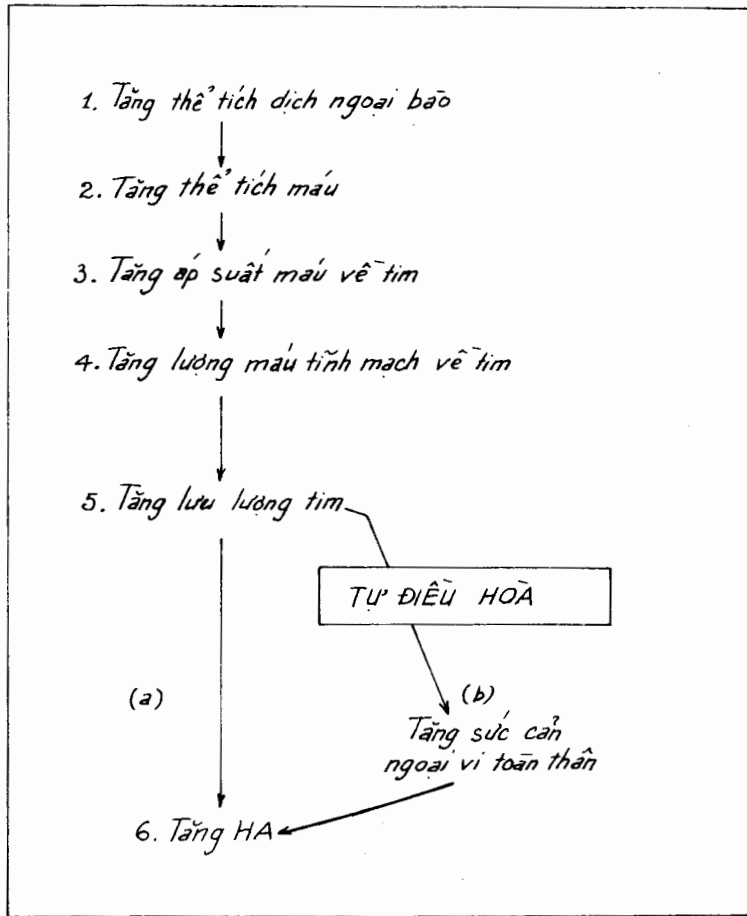 1. Tăng thể tích dịch ngoại bào
2. Tăng thể tích máu
3. Tăng áp suất máu về tim
4. Tăng lượng máu tĩnh mạch về tim
5. Tăng lưu lượng tim
TỰ ĐIỀU HOÀ
(a)
(b)
Tăng sức cản
ngoại vi toàn thân
6. Tăng HA